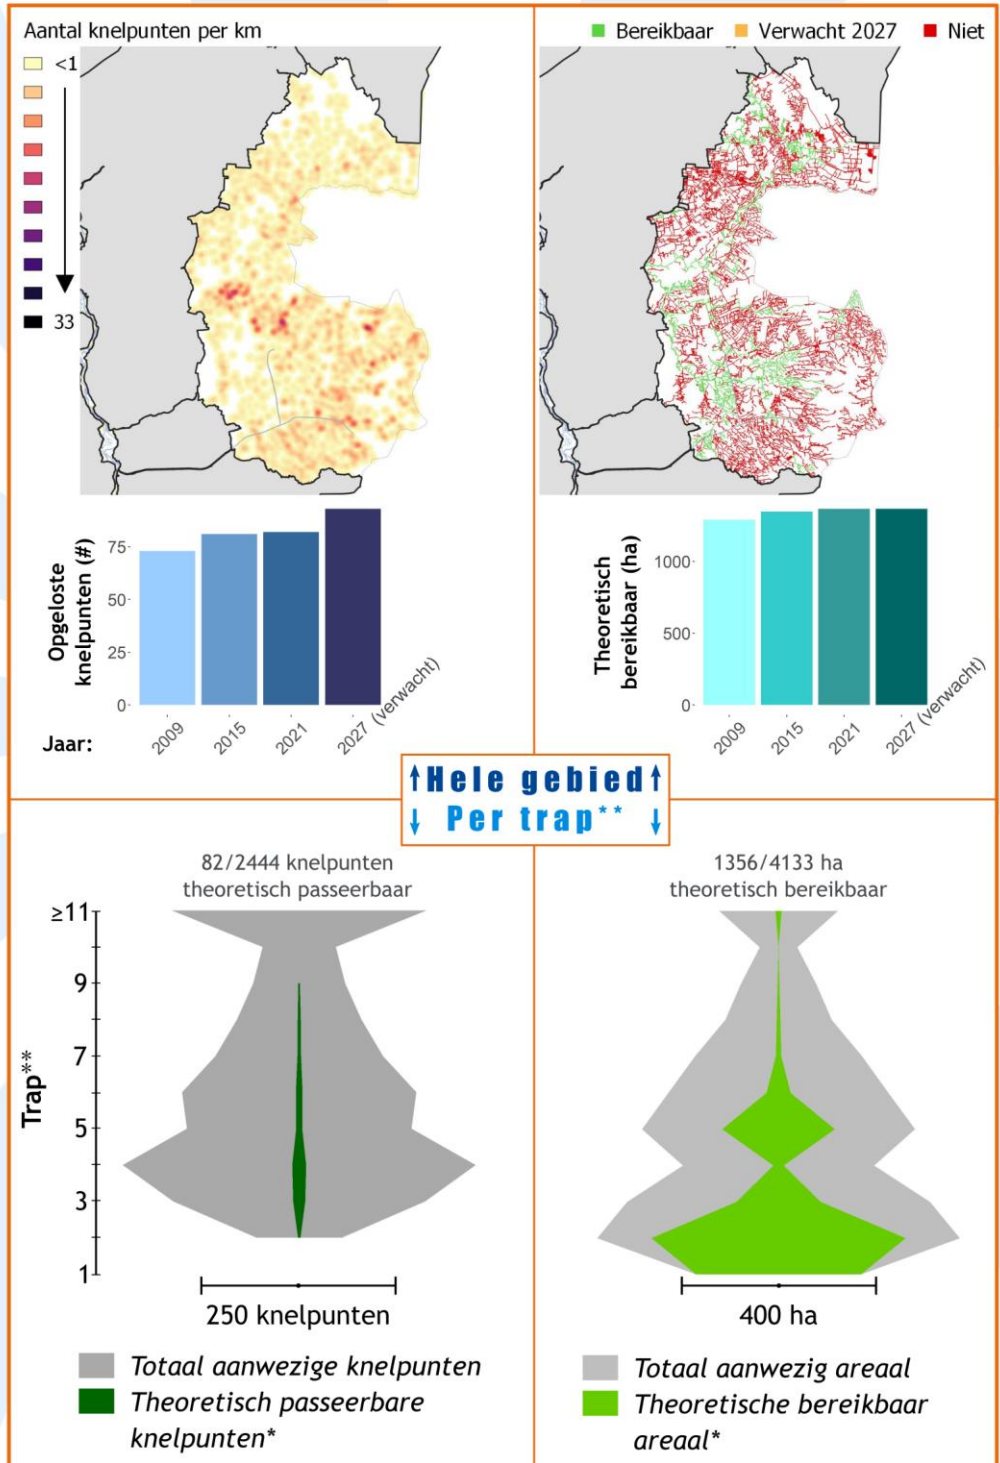 Aantal knelpunten per km
<1
33
Bereikbaar Verwacht 2027 Niet
Opgeloste
knelpunten (#)
75
50
25
0
Jaar:
2009
2015
2021
2027 (verwacht)
Theoretisch
bereikbaar (ha)
1000
500
0
2009
2015
2021
2027 (verwacht)
↑Hele gebied↑
↓ Per trap** ↓
82/2444 knelpunten
theoretisch passeerbaar
Trap**
≥11
9
7
5
3
1
250 knelpunten
Totaal aanwezige knelpunten
Theoretisch passeerbare
knelpunten*
1356/4133 ha
theoretisch bereikbaar
400 ha
Totaal aanwezig areaal
Theoretische bereikbaar
areaal*